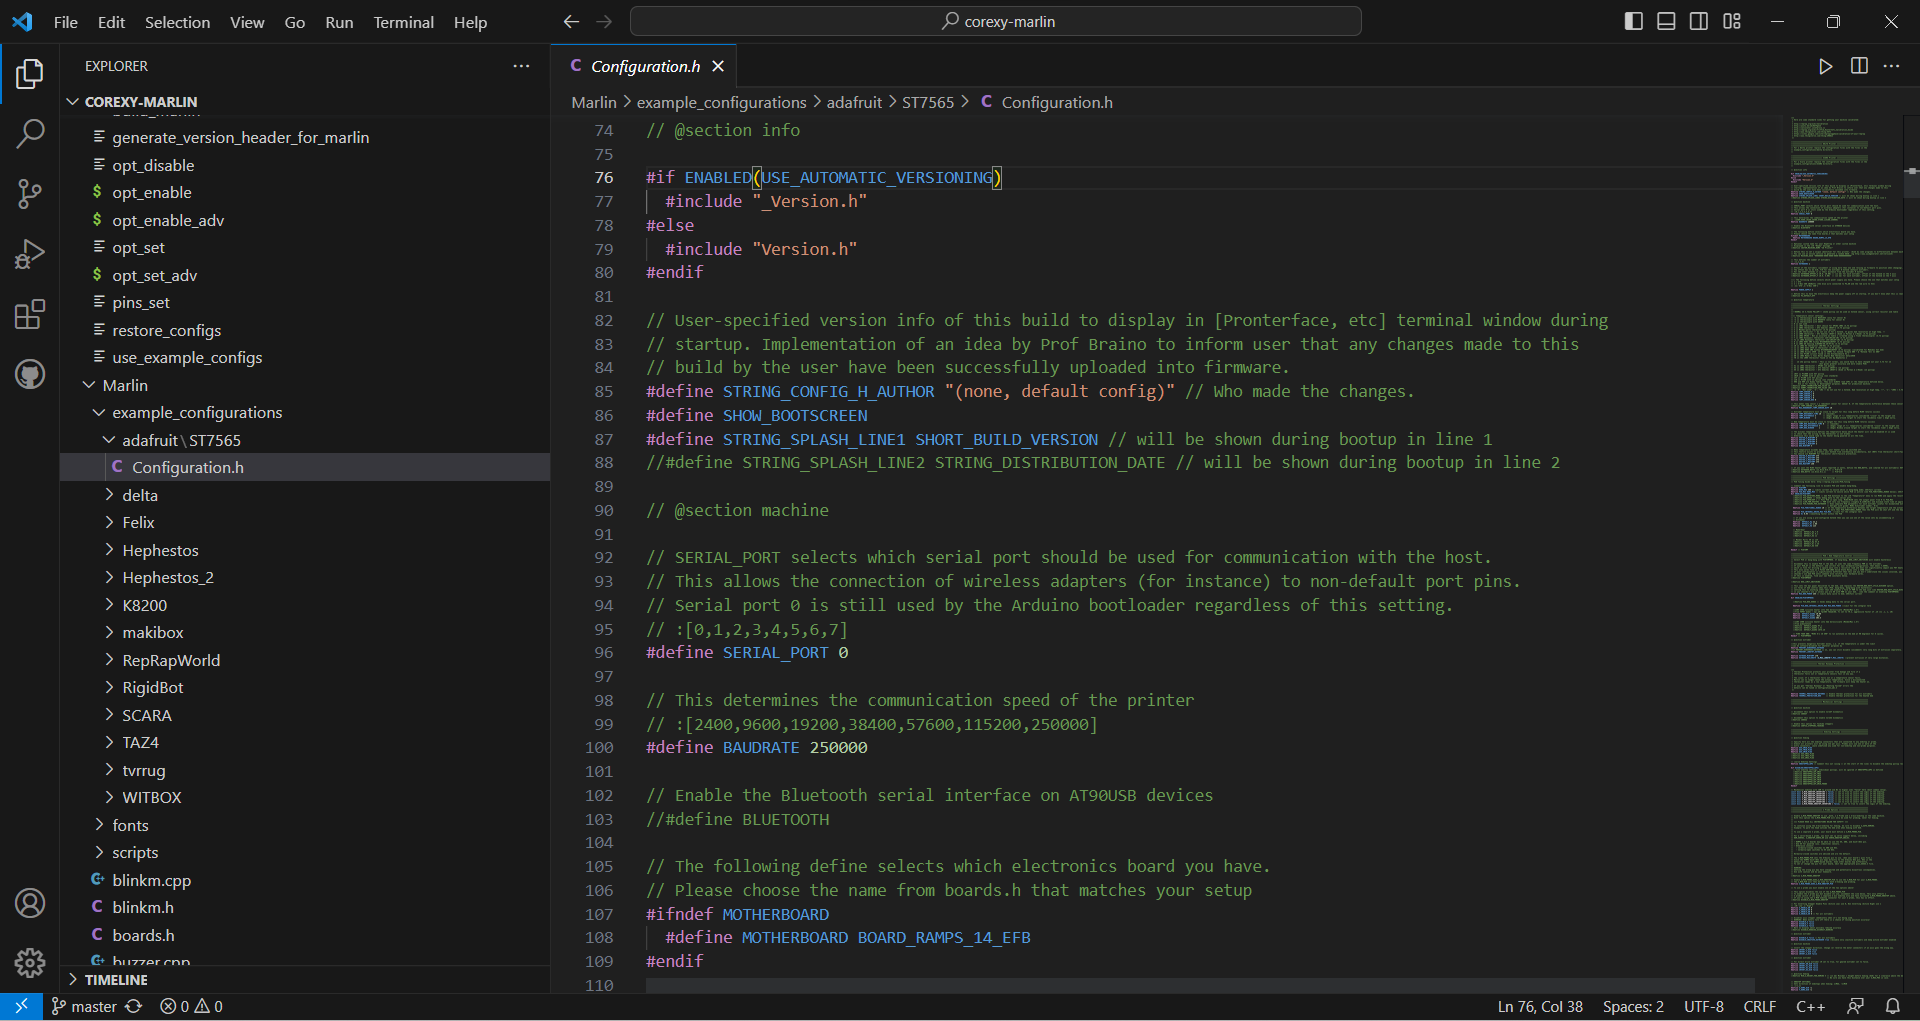 File Edit Selection View Go Run Terminal Help
corexy-marlin
EXPLORER
COREXY-MARLIN
generate_version_header_for_marlin
opt_disable
$ opt_enable
$ opt_enable_adv
opt_set
$ opt_set_adv
pins_set
restore_configs
use_example_configs
Marlin
example_configurations
adafruit\ST7565
C Configuration.h
delta
Felix
Hephestos
Hephestos_2
K8200
makibox
RepRapWorld
RigidBot
SCARA
TAZ4
tvrrug
WITBOX
fonts
scripts
blinkm.cpp
C blinkm.h
C boards.h
buzzer.cpp
TIMELINE
C Configuration.h
Marlin > example_configurations > adafruit > ST7565 > C Configuration.h
74 // @section info
75
76 #if ENABLED(USE_AUTOMATIC_VERSIONING)
77 #include "_Version.h"
78 #else
79 #include "Version.h"
80 #endif
81
82 // User-specified version info of this build to display in [Pronterface, etc] terminal window during
83 // startup. Implementation of an idea by Prof Braino to inform user that any changes made to this
84 // build by the user have been successfully uploaded into firmware.
85 #define STRING_CONFIG_H_AUTHOR "(none, default config)" // Who made the changes.
86 #define SHOW_BOOTSCREEN
87 #define STRING_SPLASH_LINE1 SHORT_BUILD_VERSION // will be shown during bootup in line 1
88 //#define STRING_SPLASH_LINE2 STRING_DISTRIBUTION_DATE // will be shown during bootup in line 2
89
90 // @section machine
91
92 // SERIAL_PORT selects which serial port should be used for communication with the host.
93 // This allows the connection of wireless adapters (for instance) to non-default port pins.
94 // Serial port 0 is still used by the Arduino bootloader regardless of this setting.
95 // :[0,1,2,3,4,5,6,7]
96 #define SERIAL_PORT 0
97
98 // This determines the communication speed of the printer
99 // :[2400,9600,19200,38400,57600,115200,250000]
100 #define BAUDRATE 250000
101
102 // Enable the Bluetooth serial interface on AT90USB devices
103 //#define BLUETOOTH
104
105 // The following define selects which electronics board you have.
106 // Please choose the name from boards.h that matches your setup
107 #ifndef MOTHERBOARD
108 #define MOTHERBOARD BOARD_RAMPS_14_EFB
109 #endif
110
master 0 0
Ln 76, Col 38 Spaces: 2 UTF-8 CRLF C++